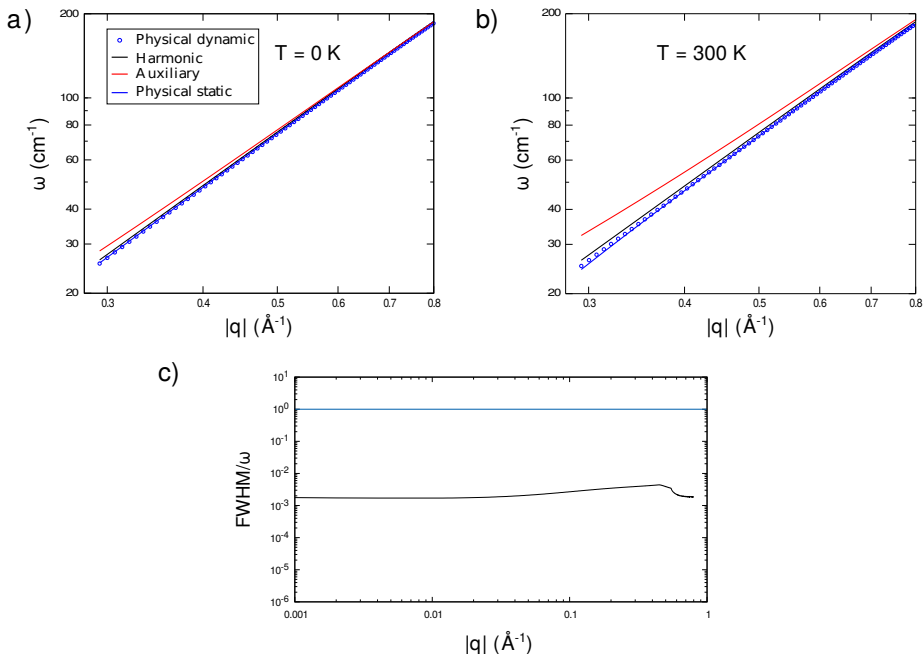 a)
Physical dynamic
Harmonic
Auxiliary
Physical static
T = 0 K
200
100
80
60
40
30
20
ω (cm⁻¹)
0.3 0.4 0.5 0.6 0.7 0.8
|q| (Å⁻¹)
b)
T = 300 K
200
100
80
60
40
30
20
ω (cm⁻¹)
0.3 0.4 0.5 0.6 0.7 0.8
|q| (Å⁻¹)
c)
10¹
10⁰
10⁻¹
10⁻²
10⁻³
10⁻⁴
10⁻⁵
10⁻⁶
FWHM/ω
0.001 0.01 0.1 1
|q| (Å⁻¹)